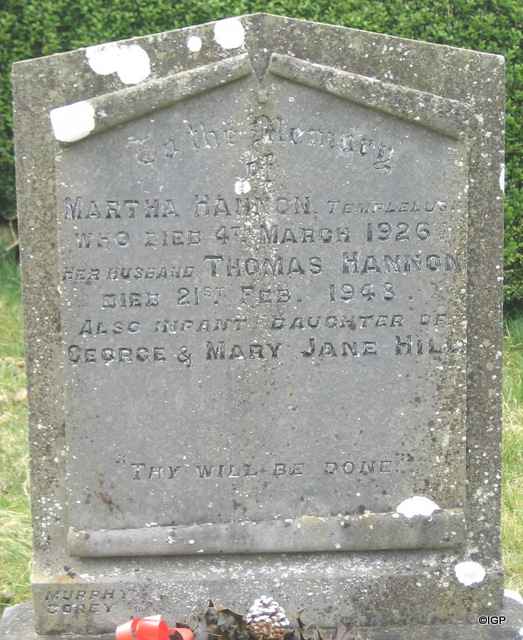 To the Memory
of
MARTHA HANNON, TEMPLELUSK
WHO DIED 4TH MARCH 1926
HER HUSBAND THOMAS HANNON
DIED 21ST FEB. 1943.
ALSO INFANT DAUGHTER OF
GEORGE & MARY JANE HILL
"THY WILL BE DONE"
MURPHY
GOREY
©IGP